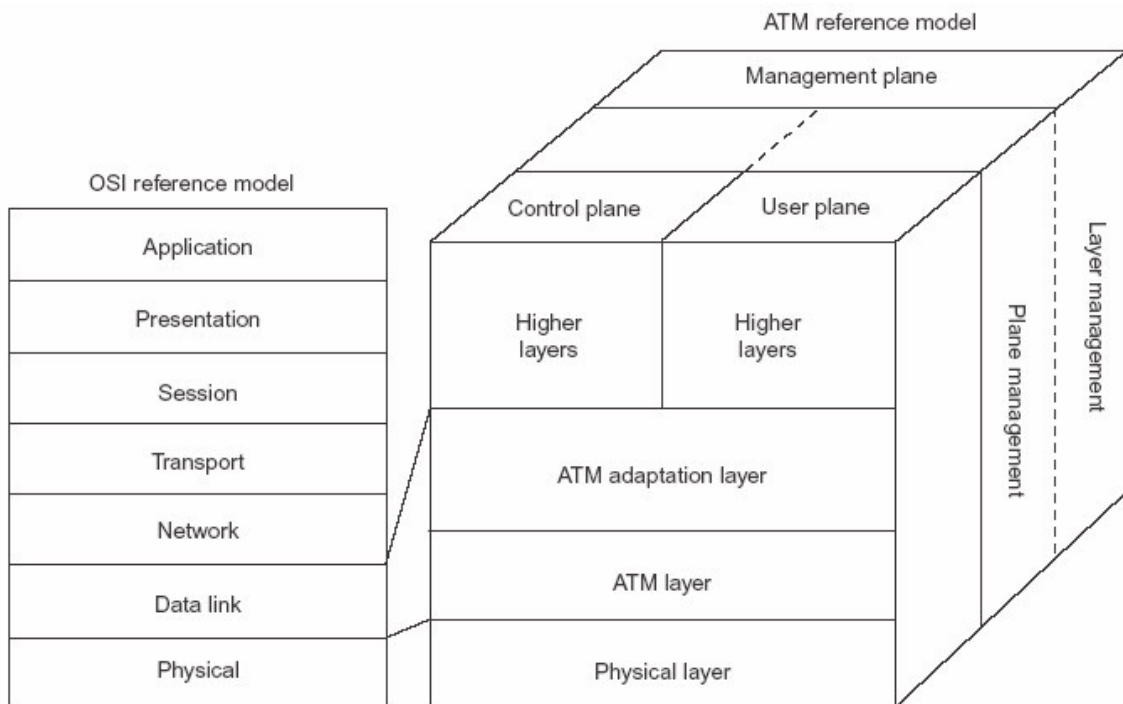 ATM reference model
Management plane
OSI reference model
Control plane
User plane
Application
Presentation
Session
Transport
Network
Data link
Physical
Higher
layers
Higher
layers
ATM adaptation layer
ATM layer
Physical layer
Plane management
Layer management